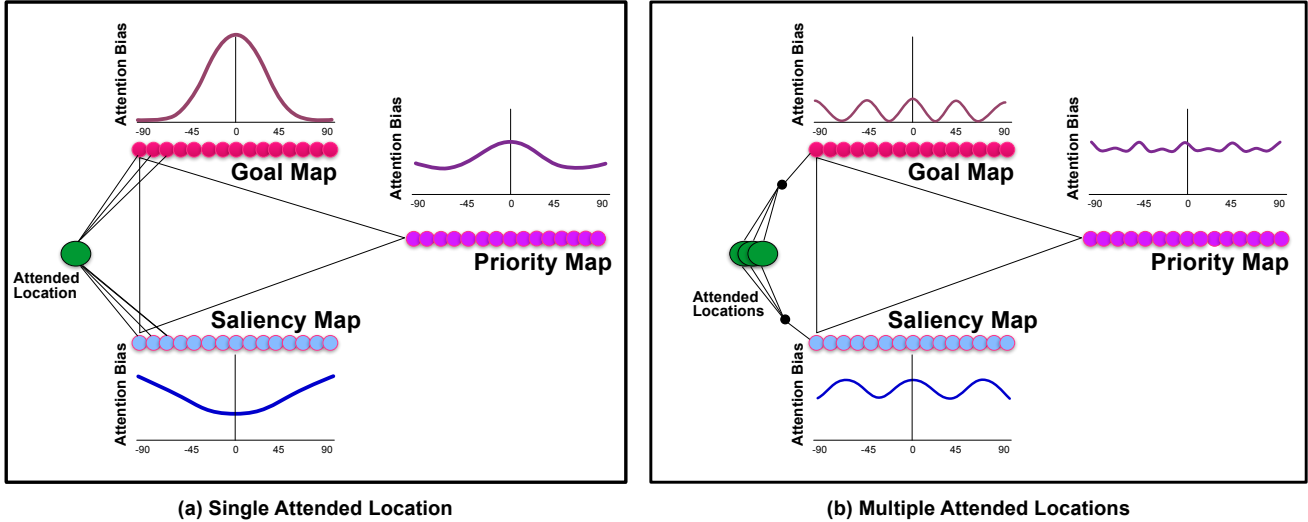 Attention Bias
-90 -45 0 45 90
Goal Map
Attention Bias
-90 -45 0 45 90
Priority Map
Attended
Location
Saliency Map
Attention Bias
-90 -45 0 45 90
(a) Single Attended Location
Attention Bias
-90 -45 0 45 90
Goal Map
Attention Bias
-90 -45 0 45 90
Priority Map
Attended
Locations
Saliency Map
Attention Bias
-90 -45 0 45 90
(b) Multiple Attended Locations